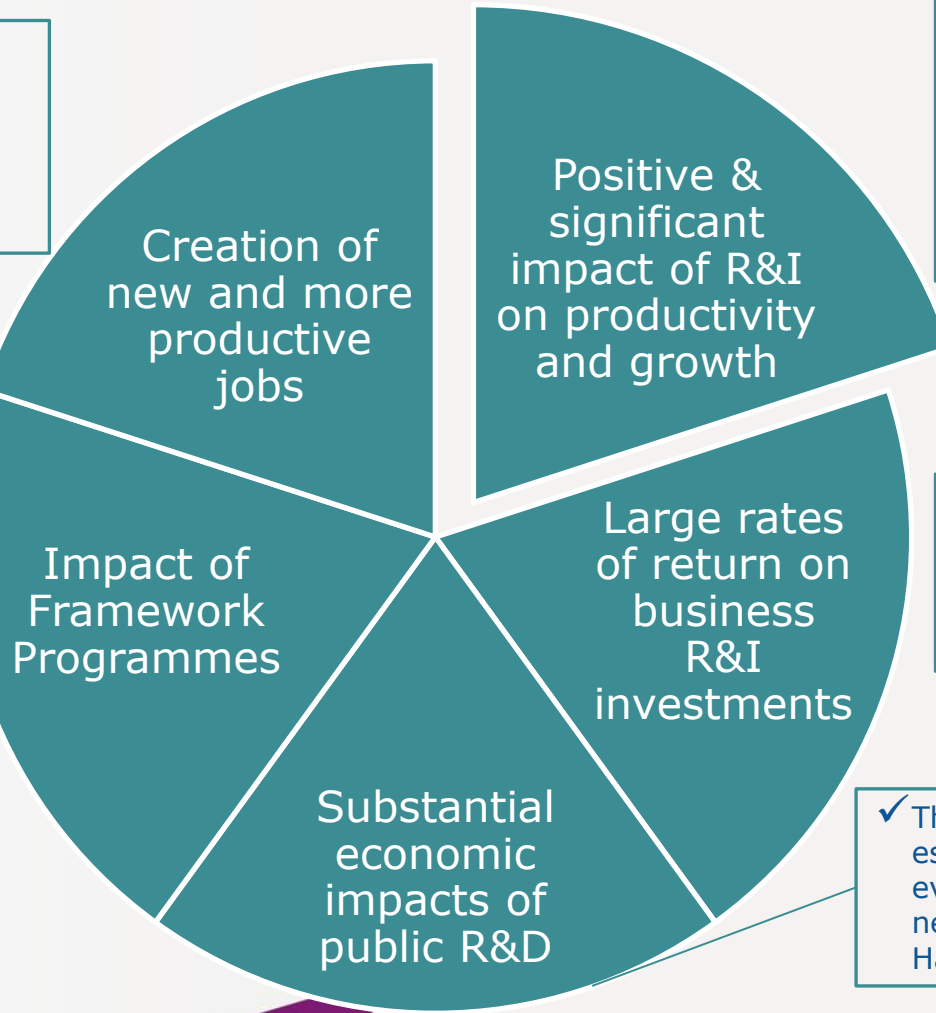 Positive &
significant
impact of R&I
on productivity
and growth
Creation of
new and more
productive
jobs
Large rates
of return on
business
R&I
investments
Impact of
Framework
Programmes
Substantial
economic
impacts of
public R&D